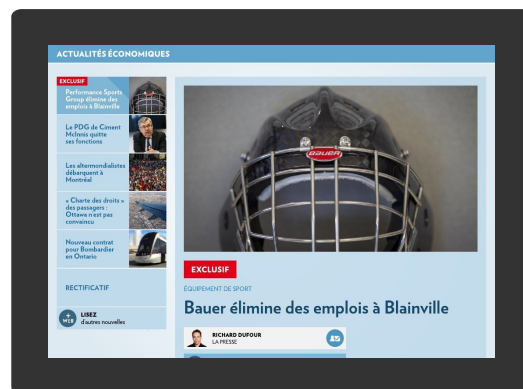 ACTUALITÉS ÉCONOMIQUES
EXCLUSIF
Performance Sports
Group élimine des
emplois à Blainville
Le PDG de Ciment
McInnis quitte
ses fonctions
Les altermondialistes
débarquent à
Montréal
« Charte des droits »
des passagers :
Ottawa n'est pas
convaincu
Nouveau contrat
pour Bombardier
en Ontario
RECTIFICATIF
+
WEB
LISEZ
d'autres nouvelles
BAUER
EXCLUSIF
ÉQUIPEMENT DE SPORT
Bauer élimine des emplois à Blainville
RICHARD DUFOUR
LA PRESSE